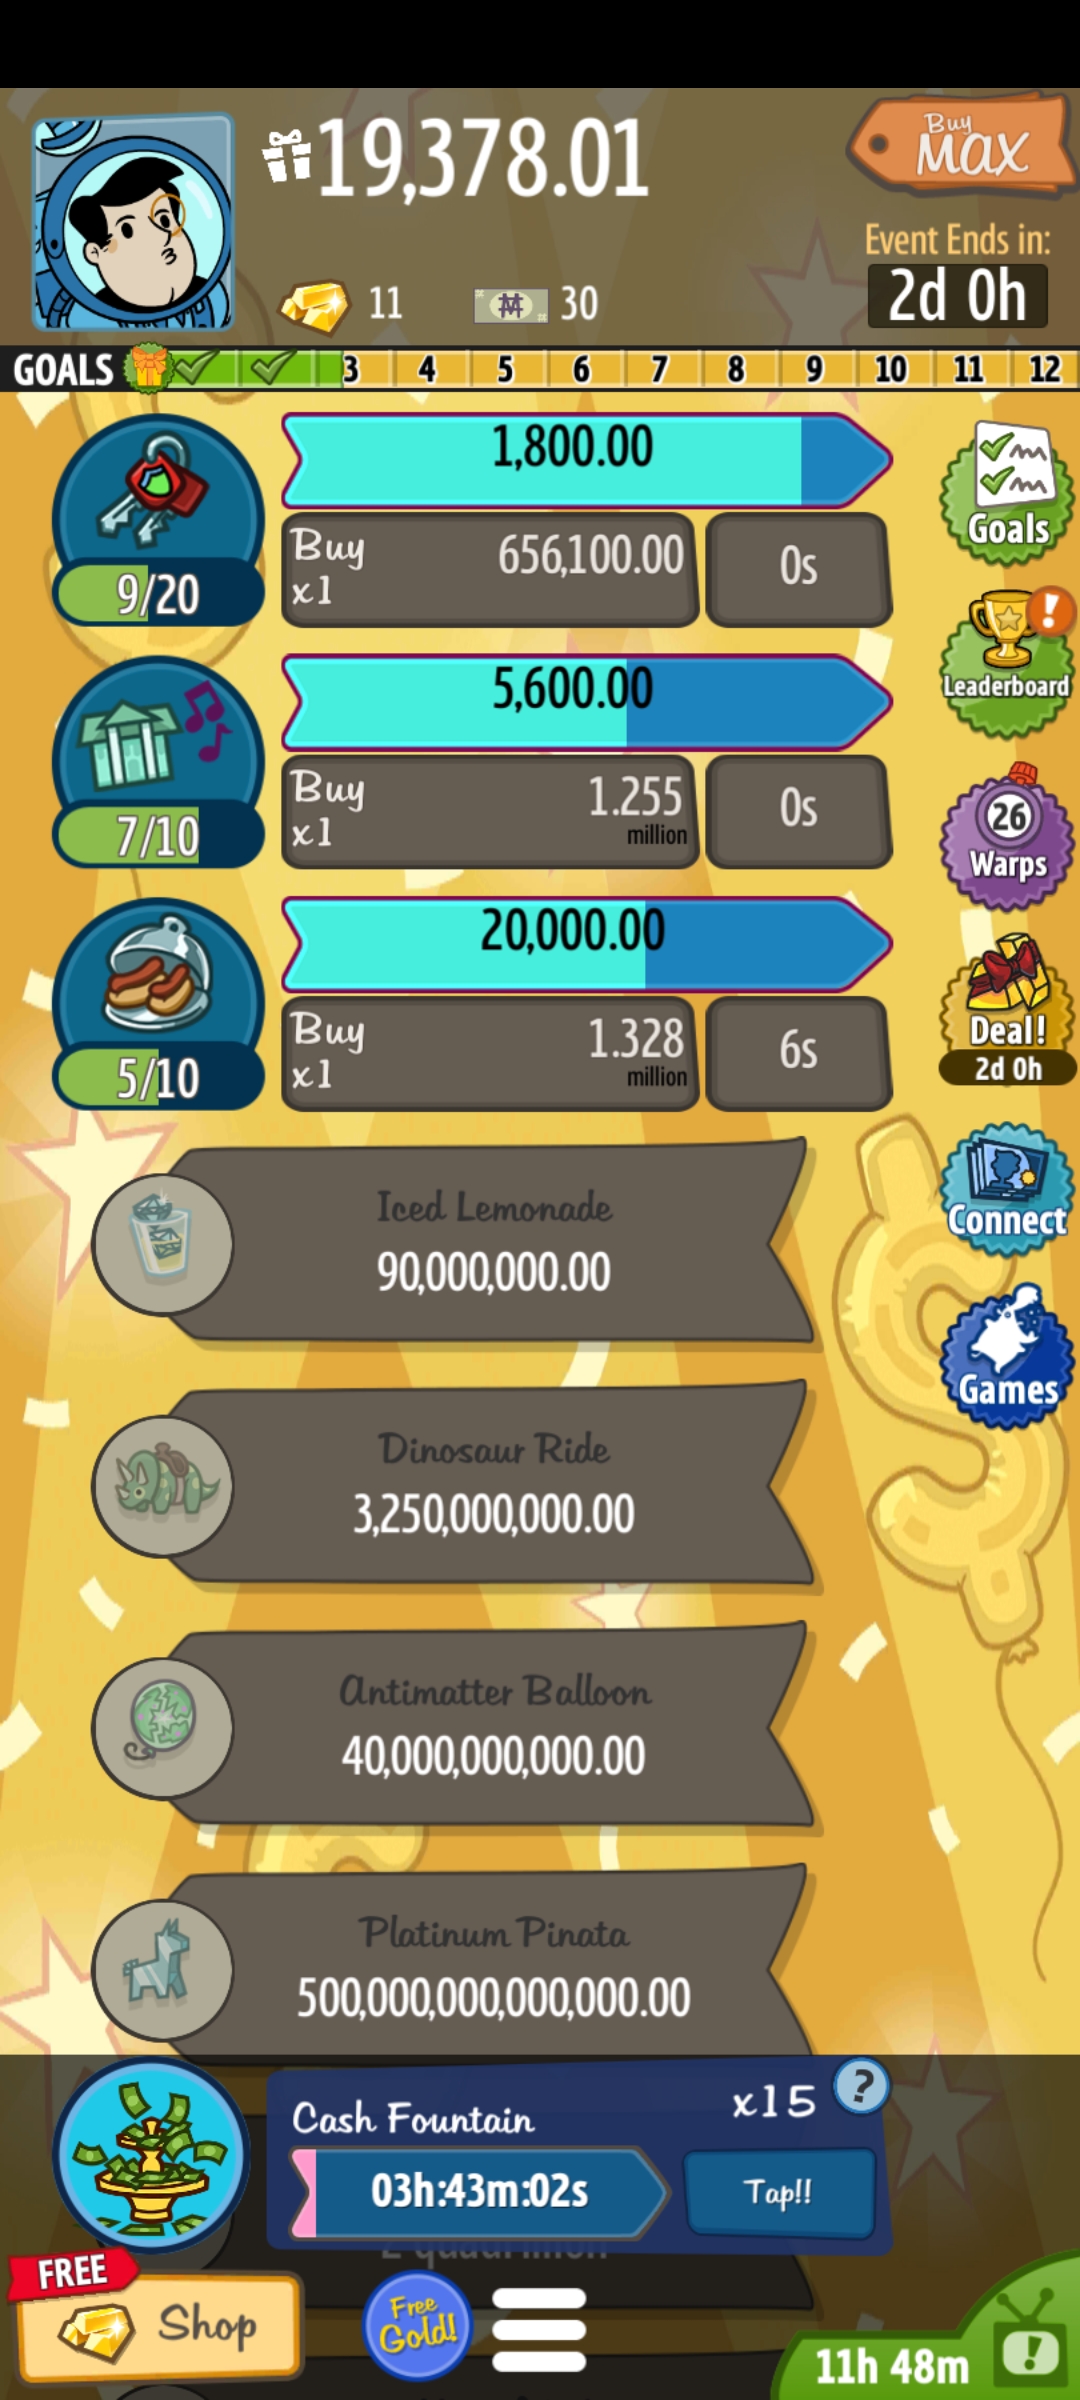 19,378.01
Buy
MAX
Event Ends in:
2d 0h
11
30
GOALS 3 4 5 6 7 8 9 10 11 12
1,800.00
Buy
x1
656,100.00
0s
9/20
Goals
5,600.00
Buy
x1
1.255
million
0s
7/10
!
Leaderboard
26
Warps
20,000.00
Buy
x1
1.328
million
6s
5/10
Deal!
2d 0h
Iced Lemonade
90,000,000.00
Connect
Games
Dinosaur Ride
3,250,000,000.00
Antimatter Balloon
40,000,000,000.00
Platinum Pinata
500,000,000,000,000.00
Cash Fountain
x15
?
03h:43m:02s
Tap!!
FREE
Shop
Free
Gold!
11h 48m
!